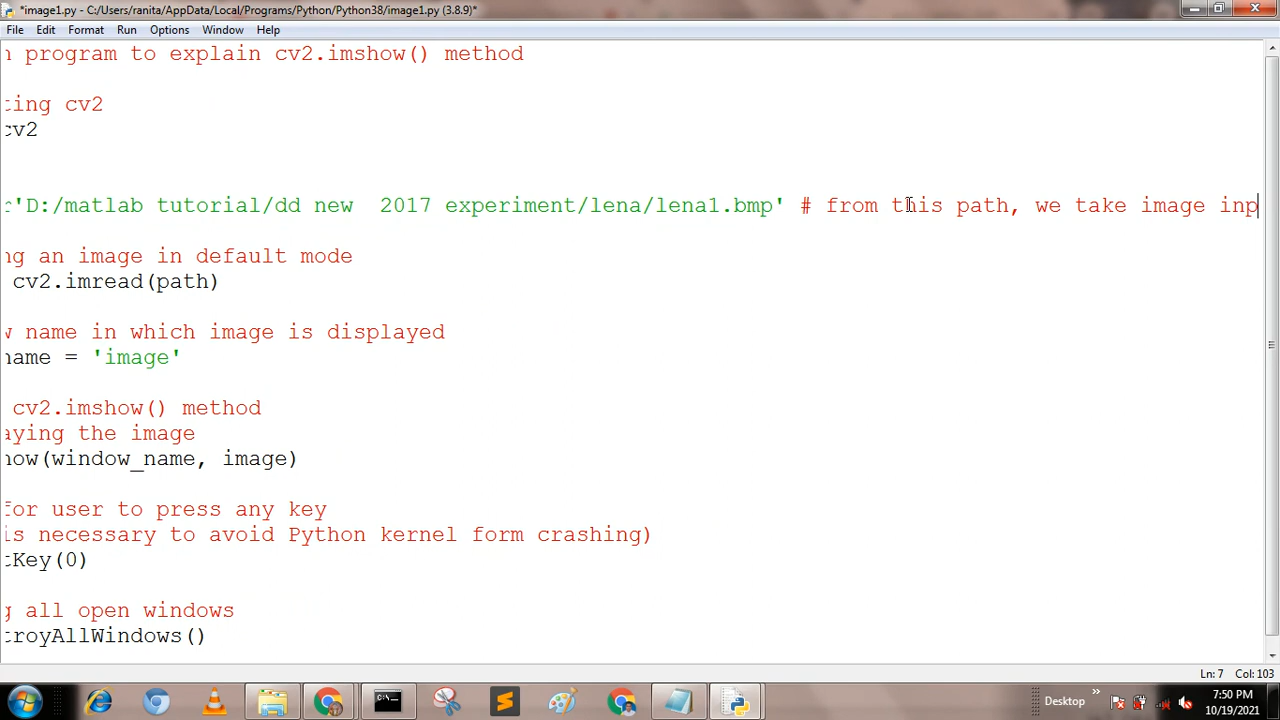 *image1.py - C:/Users/ranita/AppData/Local/Programs/Python/Python38/image1.py (3.8.9)*
File Edit Format Run Options Window Help
n program to explain cv2.imshow() method
ting cv2
cv2
r'D:/matlab tutorial/dd new  2017 experiment/lena/lena1.bmp' # from this path, we take image inp
ng an image in default mode
cv2.imread(path)
w name in which image is displayed
name = 'image'
cv2.imshow() method
aying the image
how(window_name, image)
for user to press any key
is necessary to avoid Python kernel form crashing)
tKey(0)
g all open windows
troyAllWindows()
Ln: 7 Col: 103
Desktop
7:50 PM
10/19/2021